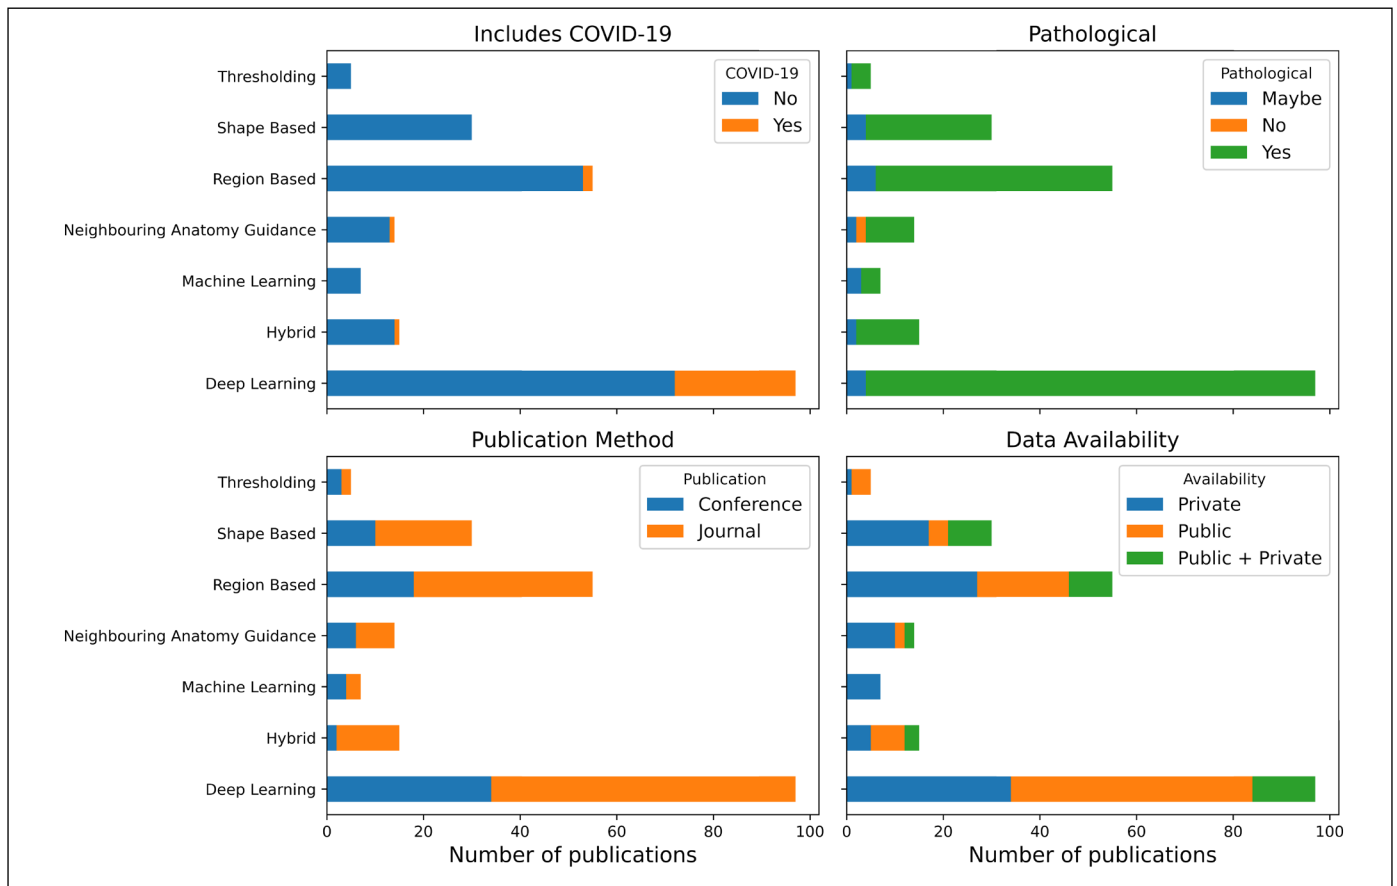 Includes COVID-19
Thresholding
Shape Based
Region Based
Neighbouring Anatomy Guidance
Machine Learning
Hybrid
Deep Learning
COVID-19
No
Yes
Pathological
Pathological
Maybe
No
Yes
Publication Method
Thresholding
Shape Based
Region Based
Neighbouring Anatomy Guidance
Machine Learning
Hybrid
Deep Learning
Publication
Conference
Journal
0 20 40 60 80 100
Number of publications
Data Availability
Availability
Private
Public
Public + Private
0 20 40 60 80 100
Number of publications